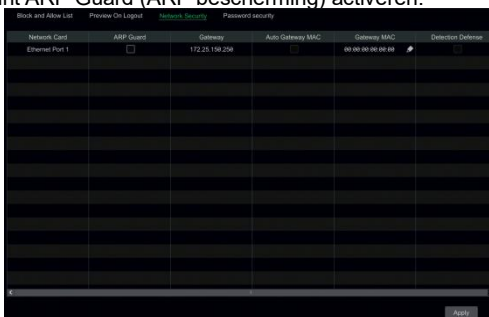 nt ARP Guard (ARP bescherming) activeren.
Block and Allow List Preview On Logout Network Security Password security
Network Card ARP Guard Gateway Auto Gateway MAC Gateway MAC Detection Defense
Ethernet Port 1 172.25.150.250 00:00:00:00:00:00
Apply